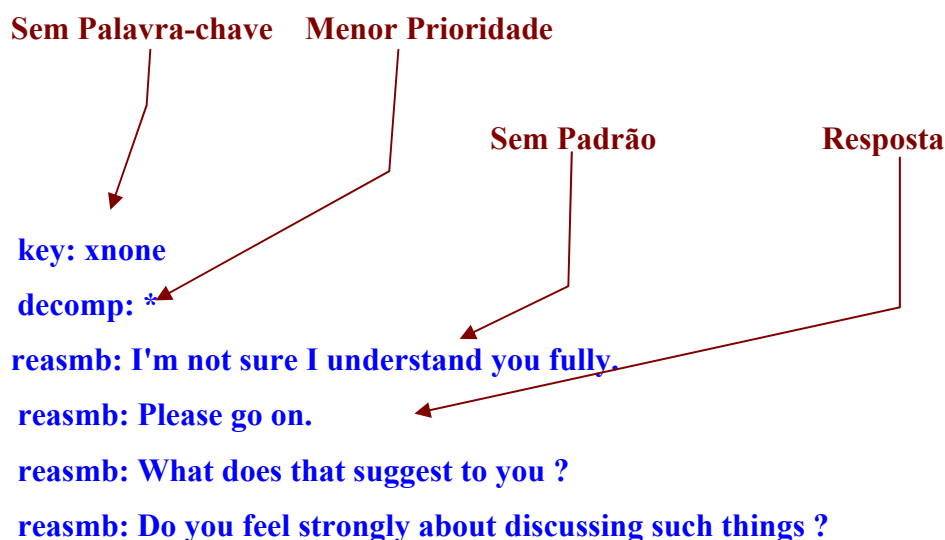 Sem Palavra-chave Menor Prioridade
Sem Padrão Resposta
key: xnone
decomp: *
reasmb: I'm not sure I understand you fully.
reasmb: Please go on.
reasmb: What does that suggest to you ?
reasmb: Do you feel strongly about discussing such things ?